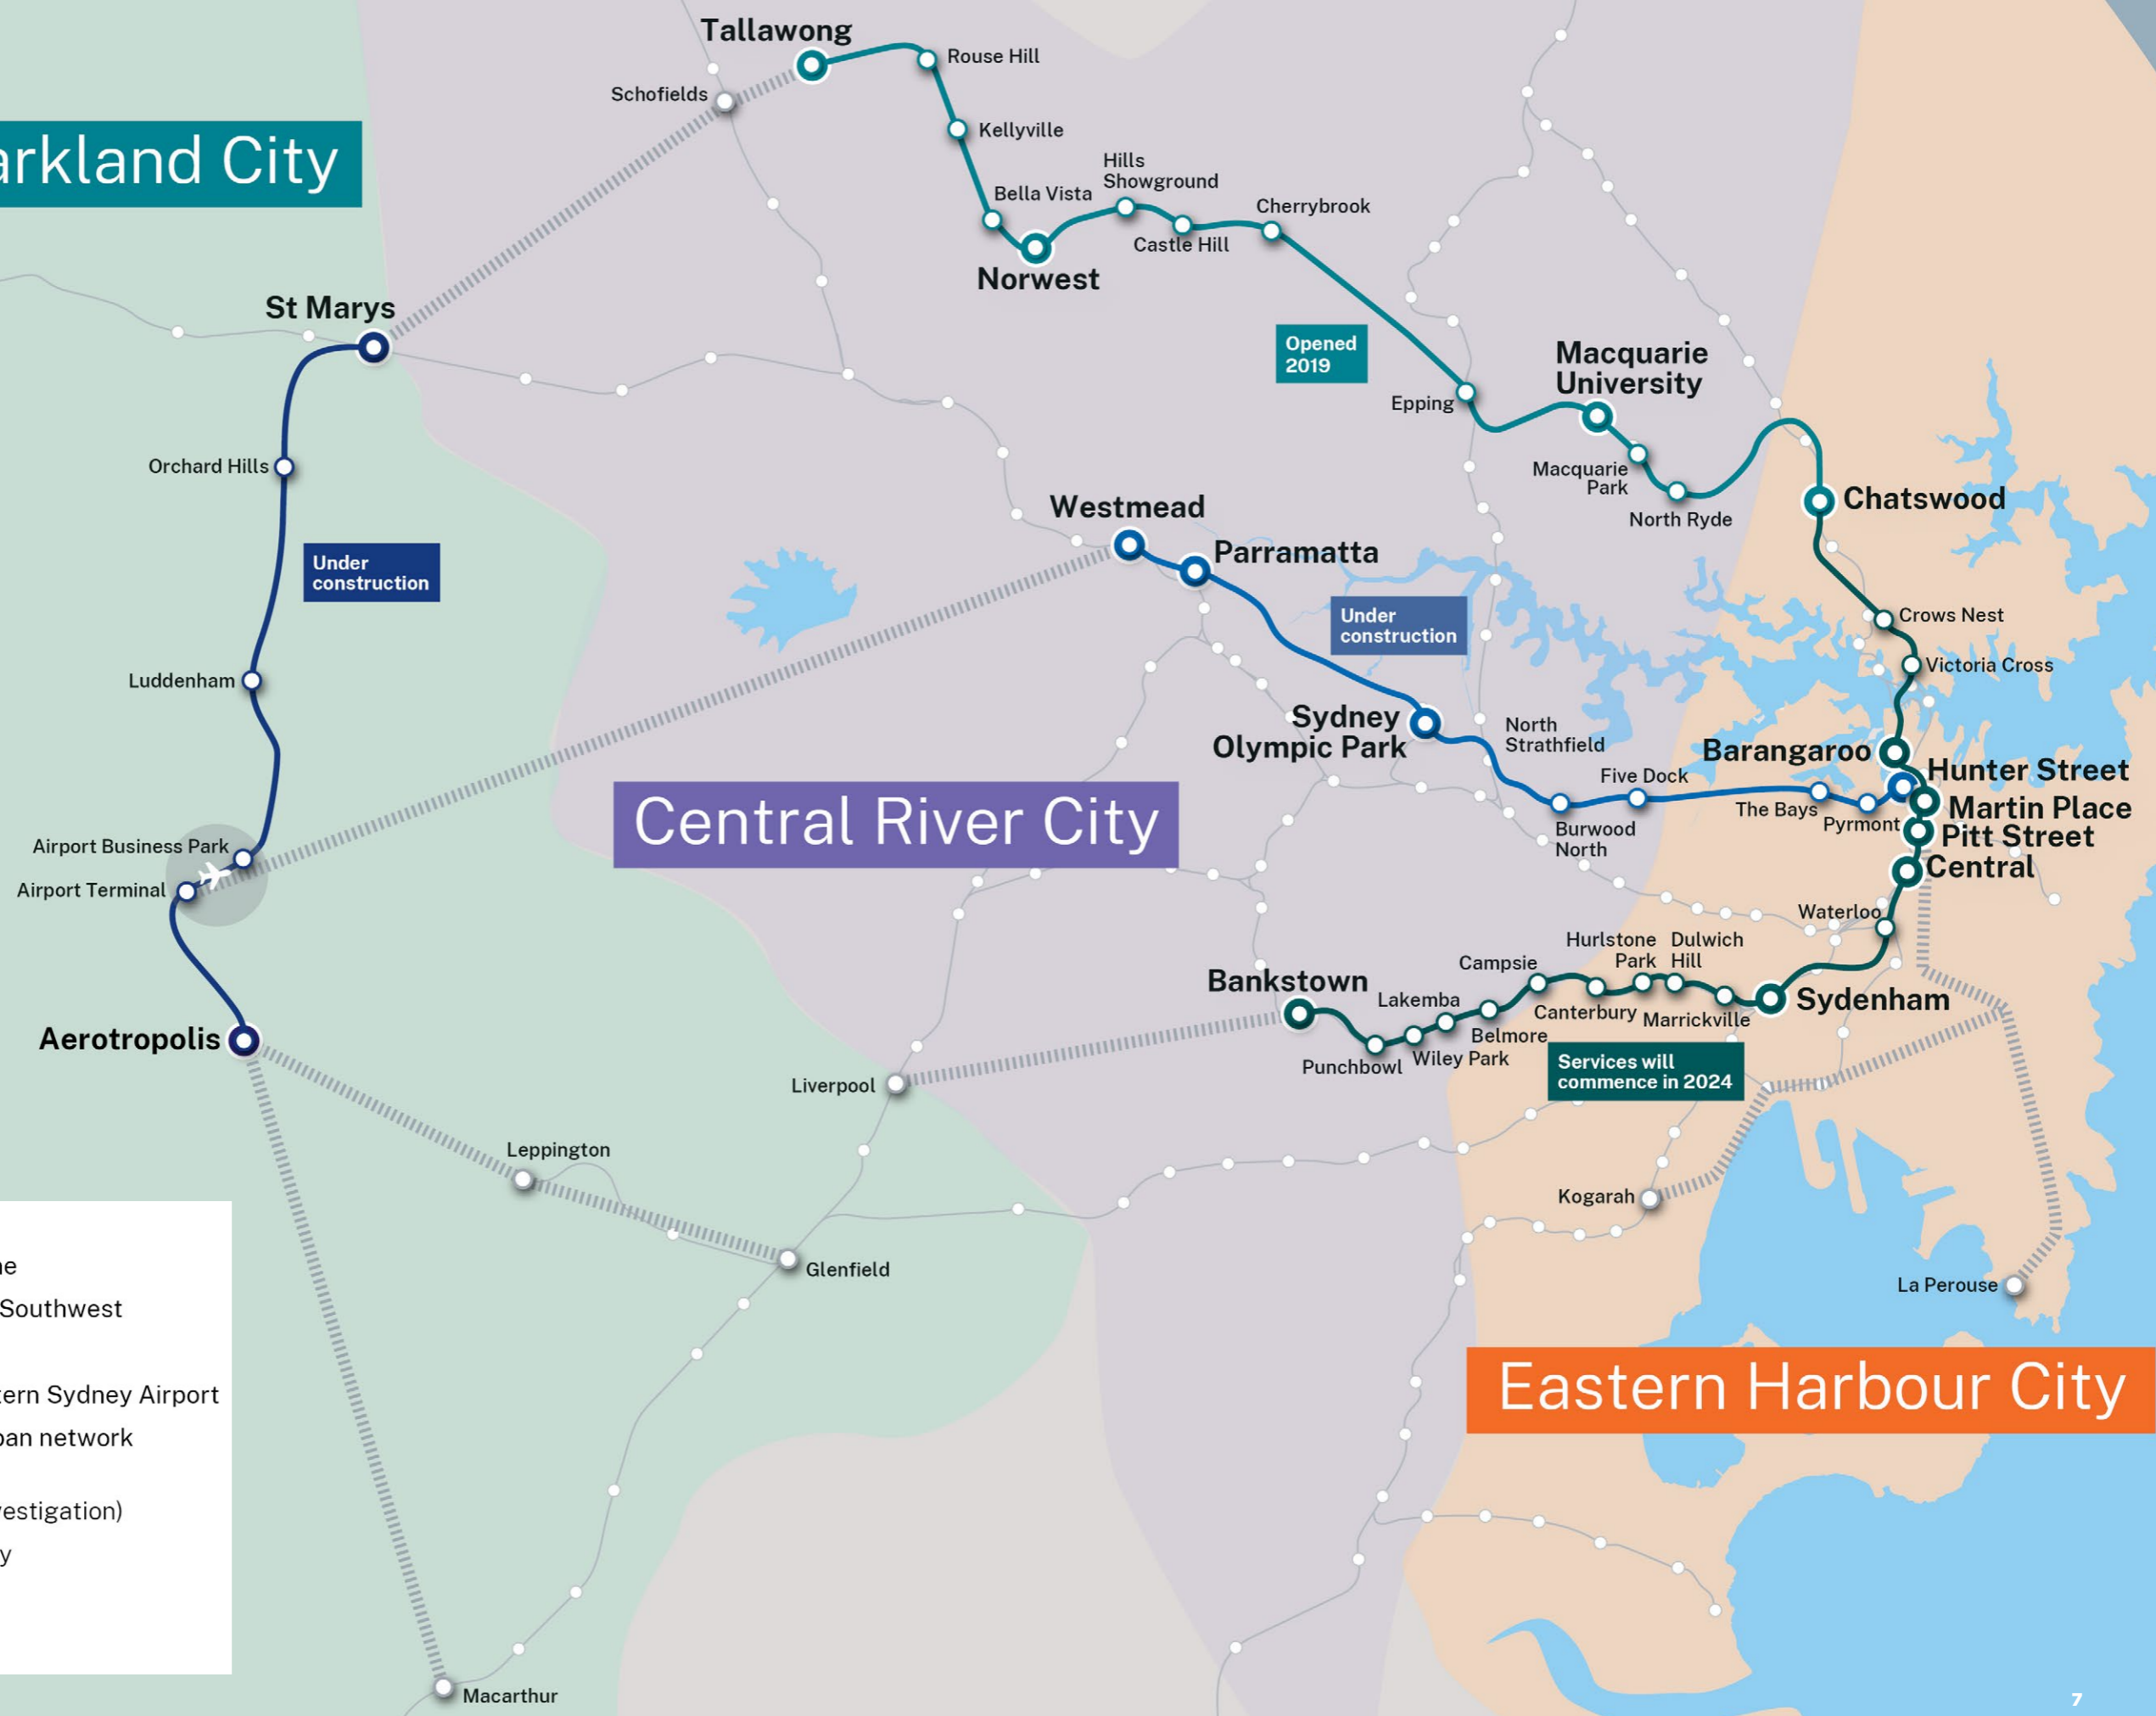 Tallawong
Rouse Hill
Schofields
Kellyville
arkland City
Hills
Showground
Bella Vista
Cherrybrook
Castle Hill
Norwest
St Marys
Opened
2019
Macquarie
University
Epping
Orchard Hills
Macquarie
Park
North Ryde
Chatswood
Westmead
Parramatta
Under
construction
Under
construction
Crows Nest
Victoria Cross
Luddenham
Sydney
Olympic Park
North
Strathfield
Barangaroo
Hunter Street
Five Dock
The Bays
Pyrmont
Martin Place
Pitt Street
Central River City
Burwood
North
Central
Airport Business Park
Airport Terminal
Waterloo
Hurlstone
Park
Dulwich
Hill
Campsie
Bankstown
Lakemba
Canterbury
Marrickville
Sydenham
Belmore
Wiley Park
Punchbowl
Aerotropolis
Services will
commence in 2024
Liverpool
Leppington
Kogarah
Glenfield
La Perouse
ne
Southwest
tern Sydney Airport
ban network
vestigation)
y
Eastern Harbour City
Macarthur
7